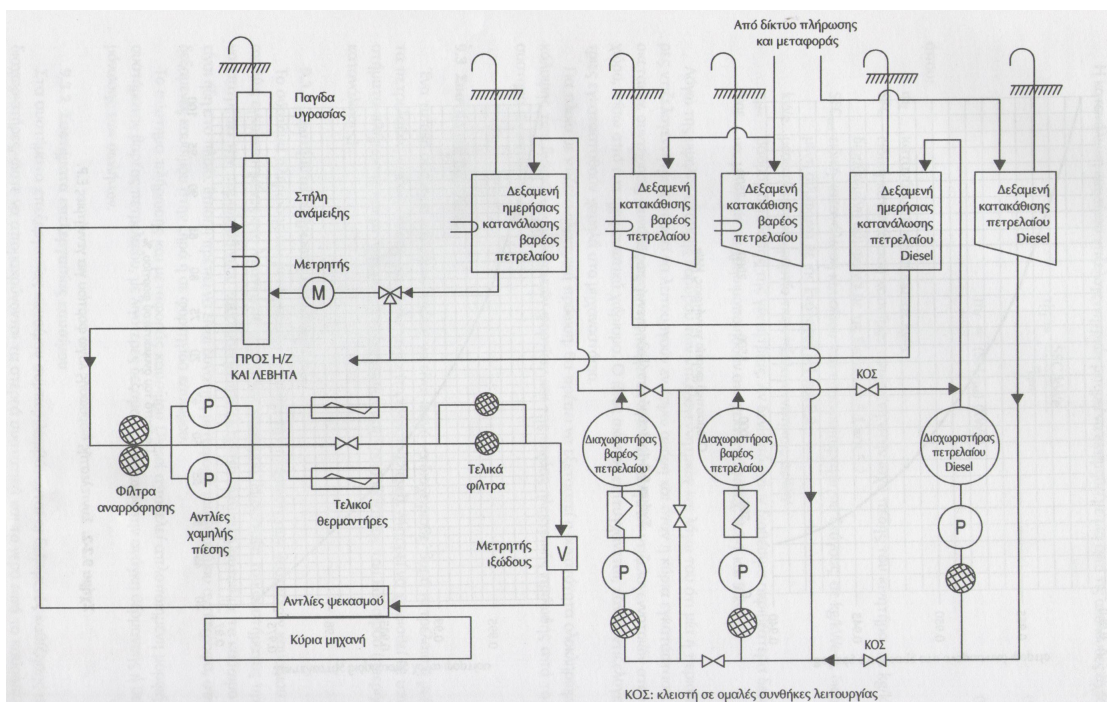 Από δίκτυο πλήρωσης
και μεταφοράς
Παγίδα
υγρασίας
Στήλη
ανάμειξης
Μετρητής
M
Δεξαμενή
ημερήσιας
κατανάλωσης
βαρέος
πετρελαίου
Δεξαμενή
κατακάθισης
βαρέος
πετρελαίου
Δεξαμενή
κατακάθισης
βαρέος
πετρελαίου
Δεξαμενή
ημερήσιας
κατανάλωσης
πετρελαίου
Diesel
Δεξαμενή
κατακάθισης
πετρελαίου
Diesel
ΠΡΟΣ Η/Ζ
ΚΑΙ ΛΕΒΗΤΑ
ΚΟΣ
P
P
Φίλτρα
αναρρόφησης
Αντλίες
χαμηλής
πίεσης
Τελικοί
θερμαντήρες
Τελικά
φίλτρα
Μετρητής
ιξώδους
V
Διαχωριστήρας
βαρέος
πετρελαίου
Διαχωριστήρας
βαρέος
πετρελαίου
Διαχωριστήρας
πετρελαίου
Diesel
P
P
P
Αντλίες ψεκασμού
Κύρια μηχανή
ΚΟΣ
ΚΟΣ: κλειστή σε ομαλές συνθήκες λειτουργίας